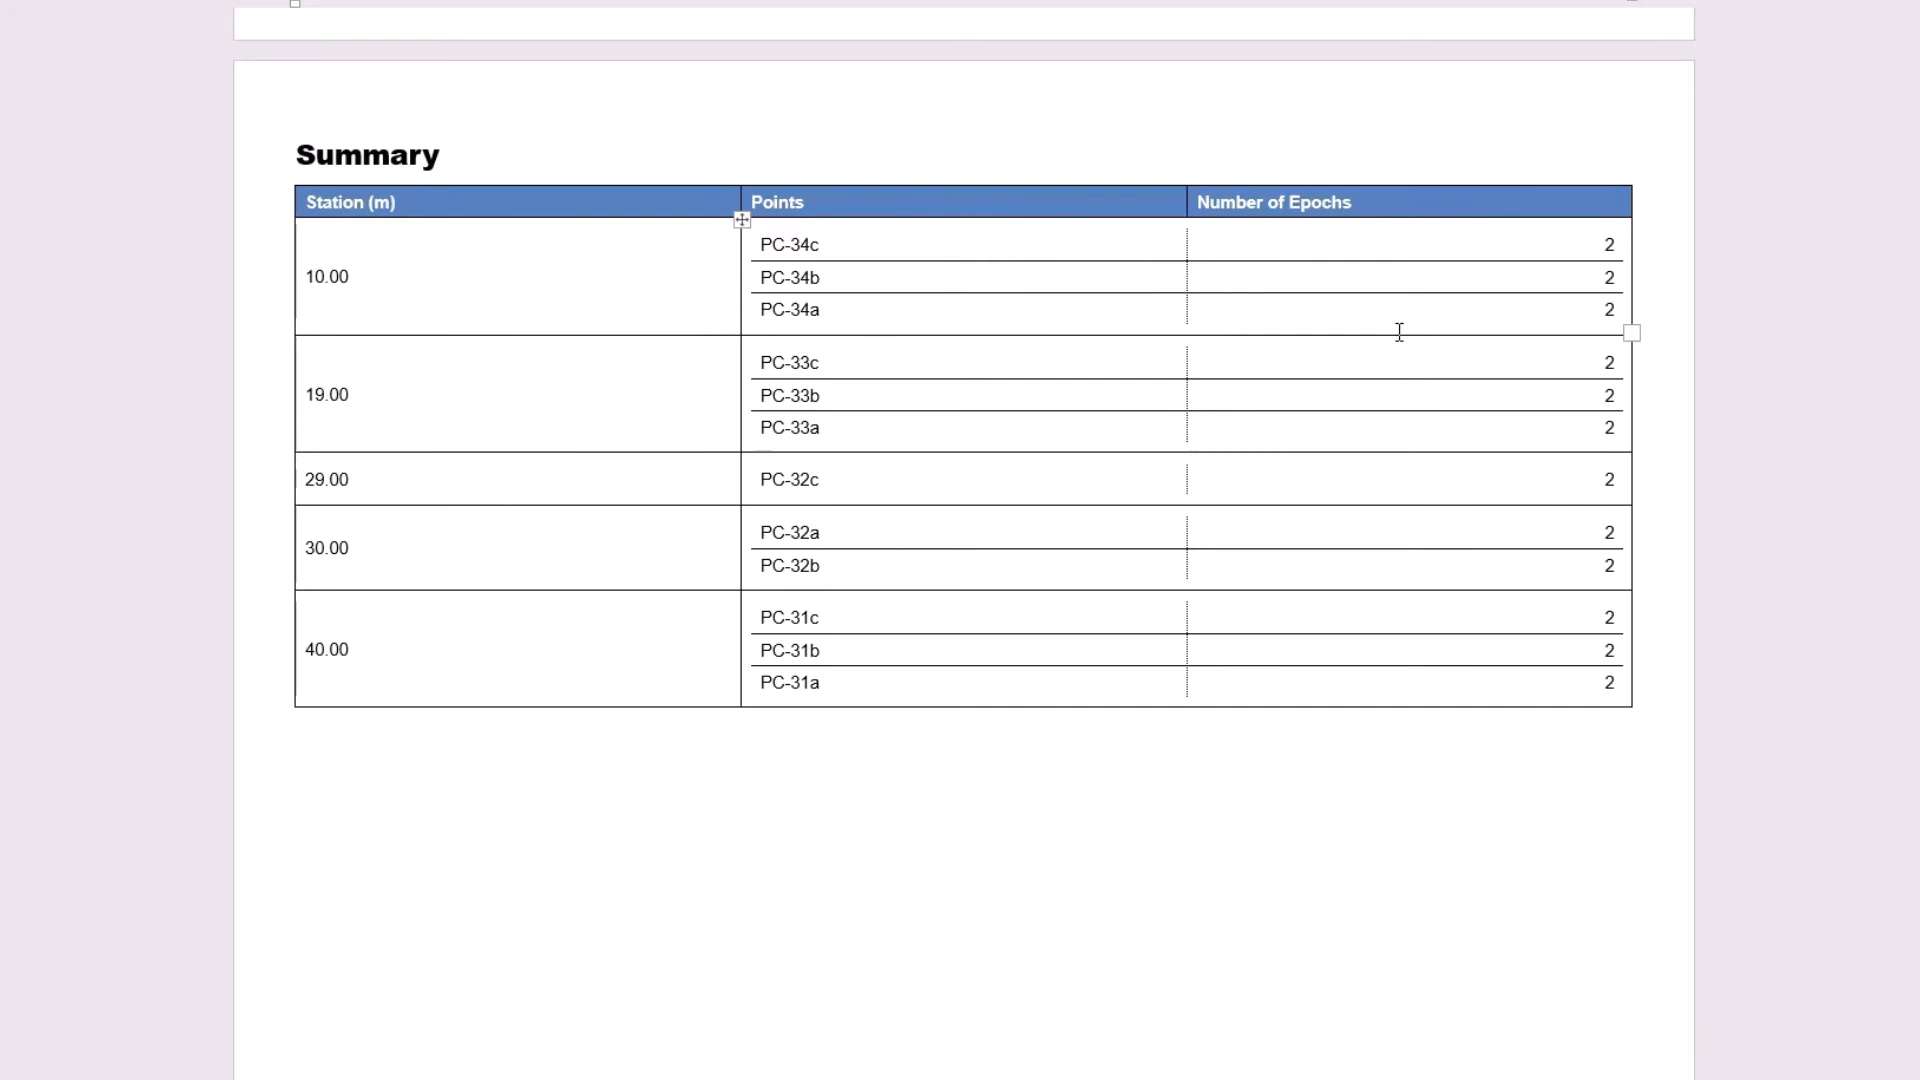 Summary
Station (m) Points Number of Epochs
10.00
PC-34c 2
PC-34b 2
PC-34a 2
19.00
PC-33c 2
PC-33b 2
PC-33a 2
29.00 PC-32c 2
30.00
PC-32a 2
PC-32b 2
40.00
PC-31c 2
PC-31b 2
PC-31a 2